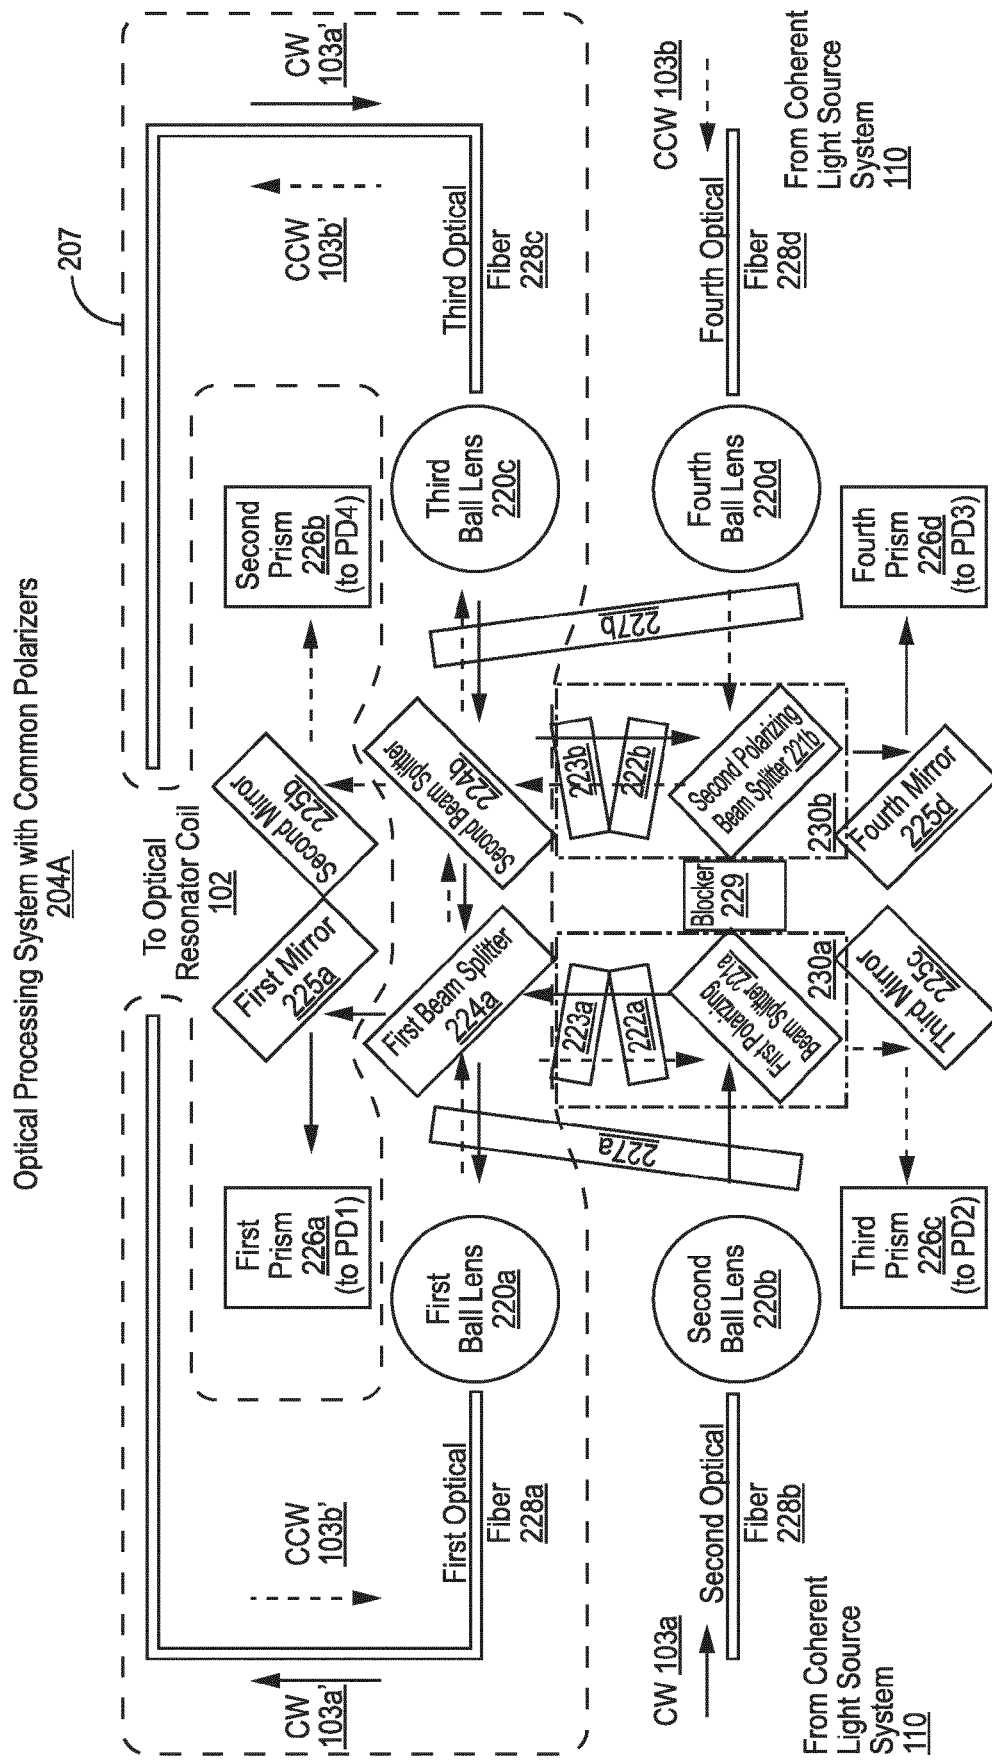 Optical Processing System with Common Polarizers
204A
207
CW
103a'
CCW
103b'
To Optical
Resonator Coil
102
CCW
103b'
CW
103a'
First
Prism
226a
(to PD1)
First Mirror
225a
Second Mirror
225b
Second
Prism
226b
(to PD4)
First Optical
Fiber
228a
First
Ball Lens
220a
First Beam Splitter
224a
Second Beam Splitter
224b
Third
Ball Lens
220c
Third Optical
Fiber
228c
227a
223a
222a
223b
222b
227b
CW 103a
Second Optical
Fiber
228b
Second
Ball Lens
220b
First Polarizing
Beam Splitter 221a
230a
Blocker
229
Second Polarizing
Beam Splitter 221b
230b
Fourth
Ball Lens
220d
Fourth Optical
Fiber
228d
CCW 103b
From Coherent
Light Source
System
110
Third
Prism
226c
(to PD2)
Third Mirror
225c
Fourth Mirror
225d
Fourth
Prism
226d
(to PD3)
From Coherent
Light Source
System
110